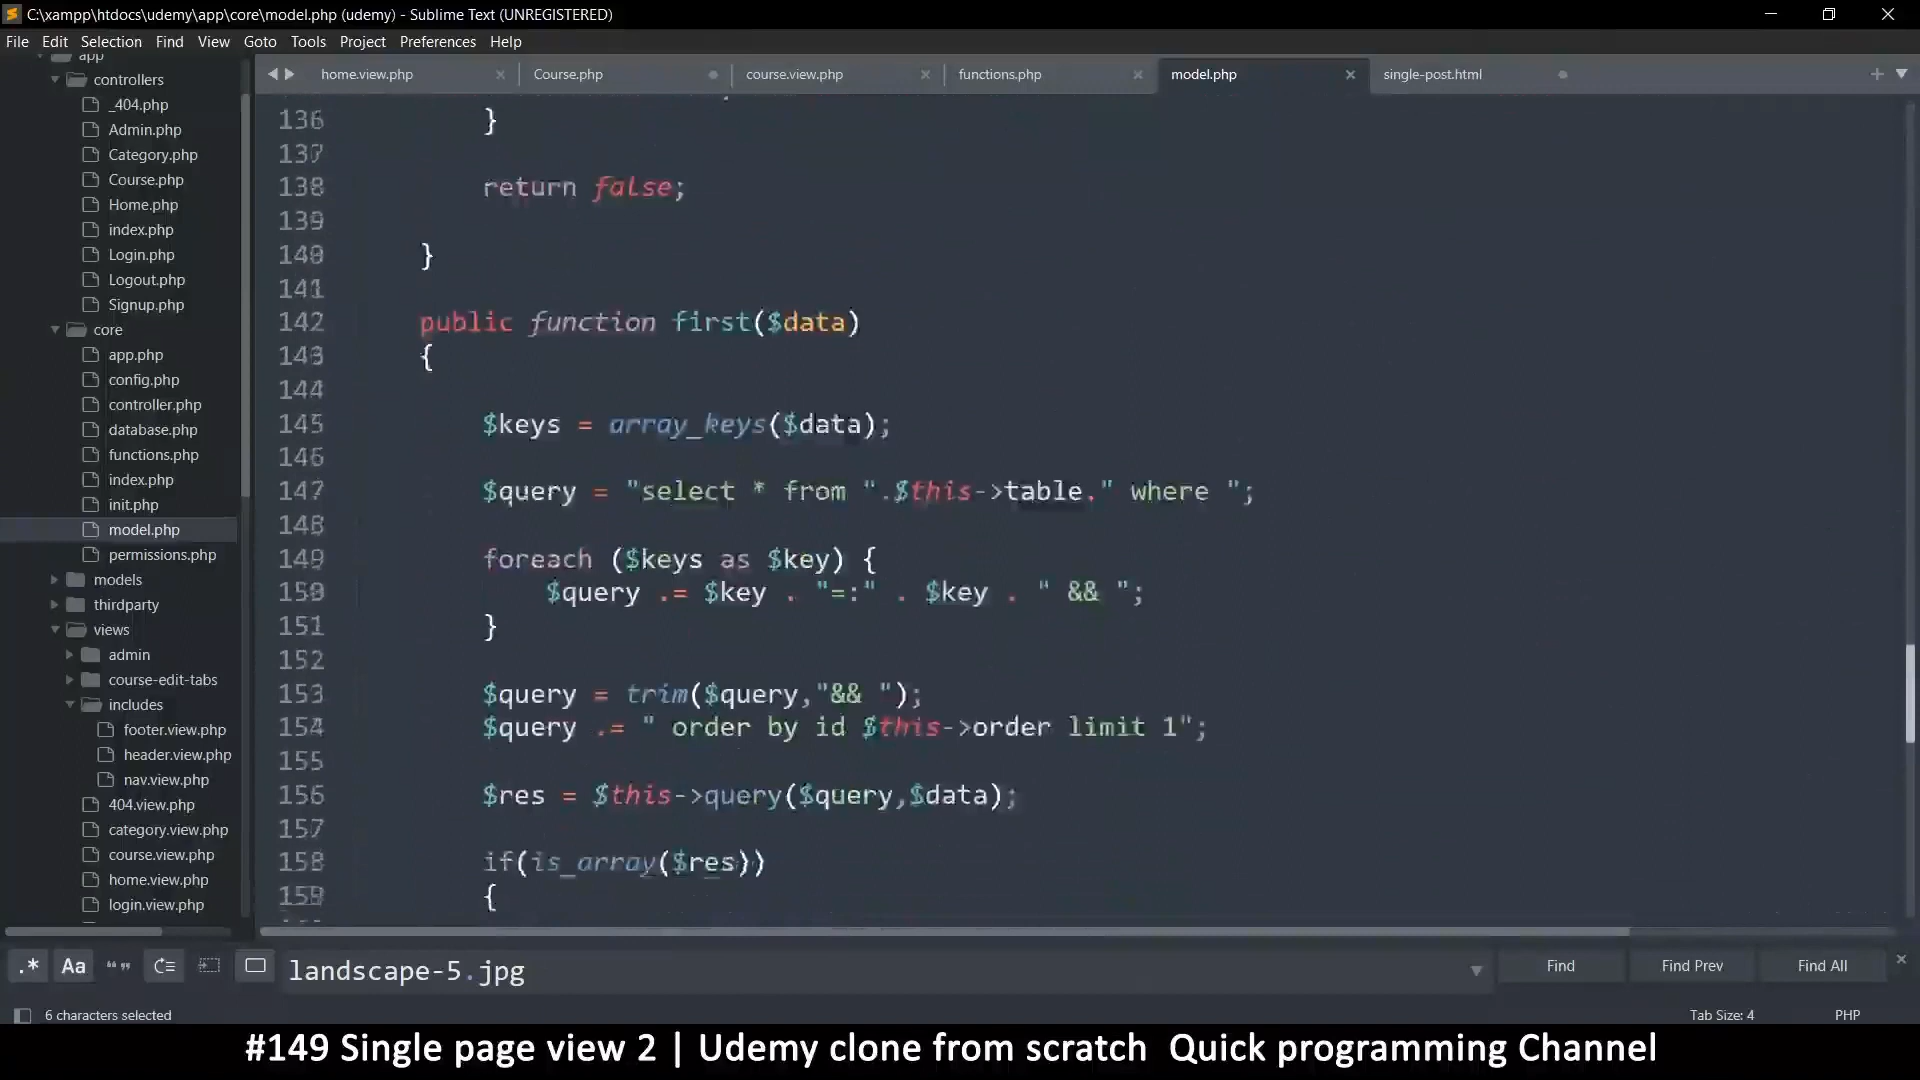 C:\xampp\htdocs\udemy\app\core\model.php (udemy) - Sublime Text (UNREGISTERED)
File Edit Selection Find View Goto Tools Project Preferences Help
app
controllers
_404.php
Admin.php
Category.php
Course.php
Home.php
index.php
Login.php
Logout.php
Signup.php
core
app.php
config.php
controller.php
database.php
functions.php
index.php
init.php
model.php
permissions.php
models
thirdparty
views
admin
course-edit-tabs
includes
footer.view.php
header.view.php
nav.view.php
404.view.php
category.view.php
course.view.php
home.view.php
login.view.php
home.view.php Course.php course.view.php functions.php model.php single-post.html
136 }
137
138 return false;
139
140 }
141
142 public function first($data)
143 {
144
145 $keys = array_keys($data);
146
147 $query = "select * from ".$this->table." where ";
148
149 foreach ($keys as $key) {
150 $query .= $key . "=:" . $key . " && ";
151 }
152
153 $query = trim($query,"&& ");
154 $query .= " order by id $this->order limit 1";
155
156 $res = $this->query($query,$data);
157
158 if(is_array($res))
159 {
.* Aa “” landscape-5.jpg Find Find Prev Find All
6 characters selected Tab Size: 4 PHP
#149 Single page view 2 | Udemy clone from scratch Quick programming Channel